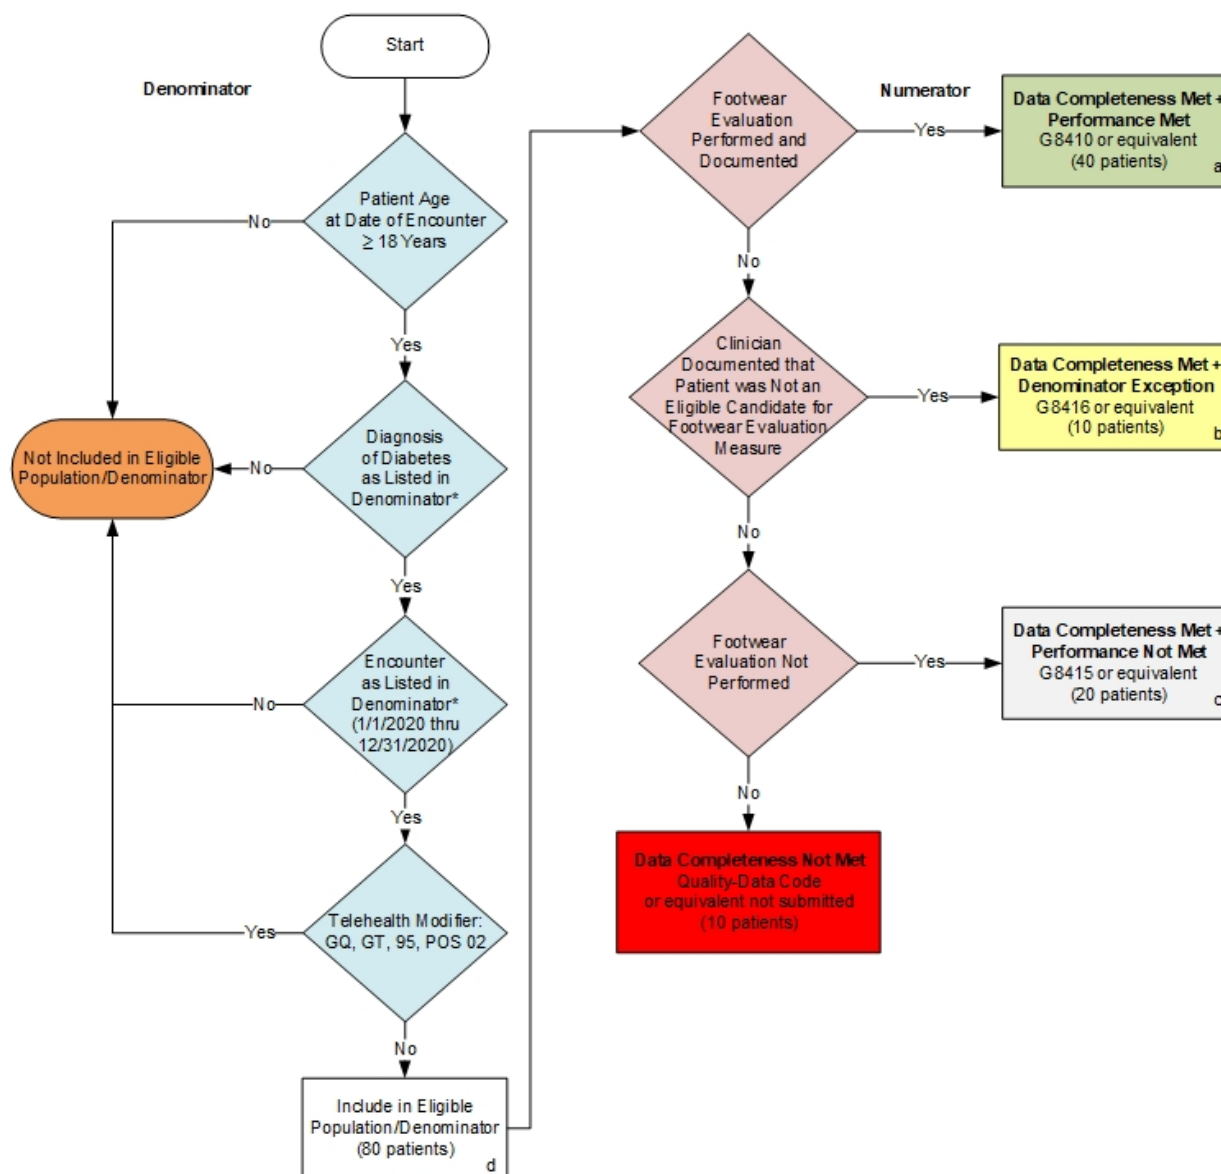 Start
Denominator
Patient Age
at Date of Encounter
≥ 18 Years
No
Yes
Diagnosis
of Diabetes
as Listed in
Denominator*
No
Not Included in Eligible
Population/Denominator
Yes
Encounter
as Listed in
Denominator*
(1/1/2020 thru
12/31/2020)
No
Yes
Telehealth Modifier:
GQ, GT, 95, POS 02
Yes
No
Include in Eligible
Population/Denominator
(80 patients)
d
Numerator
Footwear
Evaluation
Performed and
Documented
Yes
Data Completeness Met +
Performance Met
G8410 or equivalent
(40 patients)
a
No
Clinician
Documented that
Patient was Not an
Eligible Candidate for
Footwear Evaluation
Measure
Yes
Data Completeness Met +
Denominator Exception
G8416 or equivalent
(10 patients)
b
No
Footwear
Evaluation Not
Performed
Yes
Data Completeness Met +
Performance Not Met
G8415 or equivalent
(20 patients)
c
No
Data Completeness Not Met
Quality-Data Code
or equivalent not submitted
(10 patients)